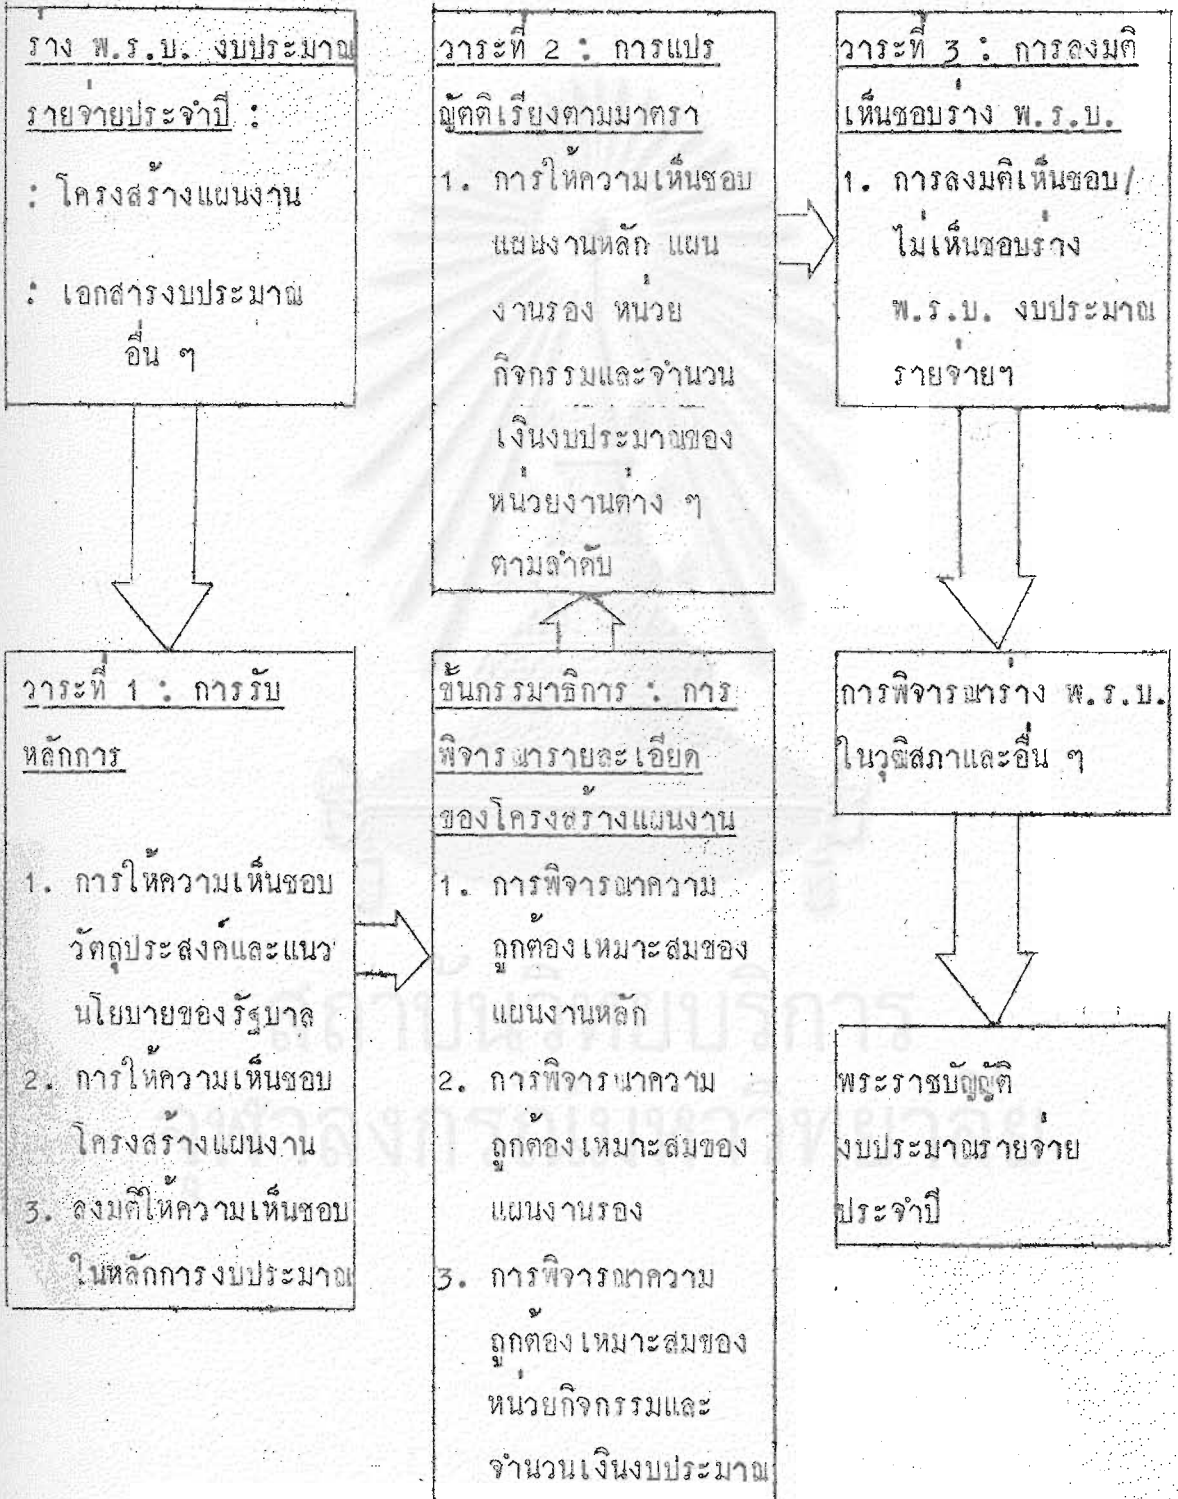 ร่าง พ.ร.บ. งบประมาณ
รายจ่ายประจำปี :
: โครงสร้างแผนงาน
: เอกสารงบประมาณ
อื่น ๆ
วาระที่ 1 : การรับ
หลักการ
1. การให้ความเห็นชอบ
วัตถุประสงค์และแนว
นโยบายของรัฐบาล
2. การให้ความเห็นชอบ
โครงสร้างแผนงาน
3. ลงมติให้ความเห็นชอบ
ในหลักการงบประมาณ
ขั้นกรรมาธิการ : การ
พิจารณารายละเอียด
ของโครงสร้างแผนงาน
1. การพิจารณาความ
ถูกต้องเหมาะสมของ
แผนงานหลัก
2. การพิจารณาความ
ถูกต้องเหมาะสมของ
แผนงานรอง
3. การพิจารณาความ
ถูกต้องเหมาะสมของ
หน่วยกิจกรรมและ
จำนวนเงินงบประมาณ
วาระที่ 2 : การแปร
ญัตติเรียงตามมาตรา
1. การให้ความเห็นชอบ
แผนงานหลัก แผน
งานรอง หน่วย
กิจกรรมและจำนวน
เงินงบประมาณของ
หน่วยงานต่าง ๆ
ตามลำดับ
วาระที่ 3 : การลงมติ
เห็นชอบร่าง พ.ร.บ.
1. การลงมติเห็นชอบ/
ไม่เห็นชอบร่าง
พ.ร.บ. งบประมาณ
รายจ่ายฯ
การพิจารณาร่าง พ.ร.บ.
ในวุฒิสภาและอื่น ๆ
พระราชบัญญัติ
งบประมาณรายจ่าย
ประจำปี